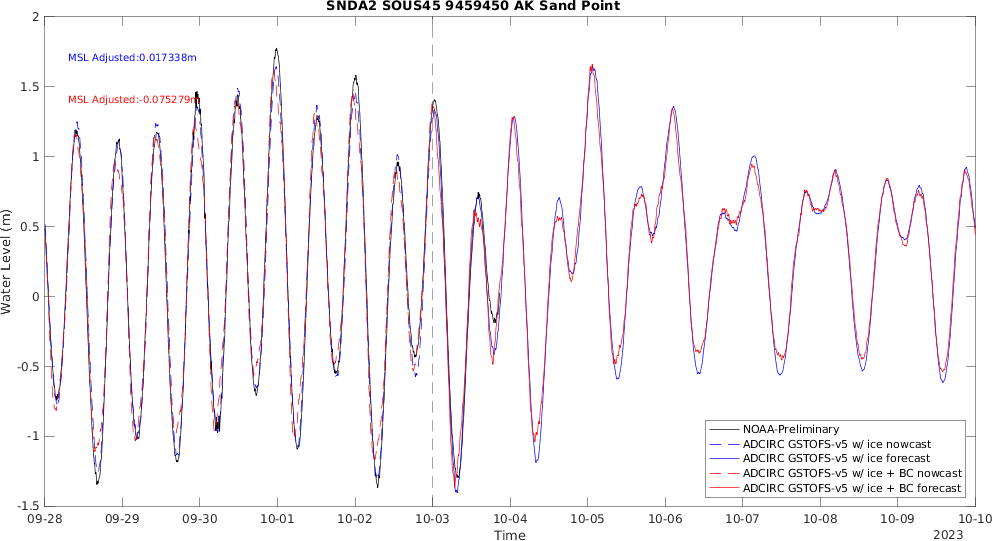 SNDA2 SOUS45 9459450 AK Sand Point
2
1.5
1
0.5
0
-0.5
-1
-1.5
Water Level (m)
MSL Adjusted:0.017338m
MSL Adjusted:-0.075279m
NOAA-Preliminary
ADCIRC GSTOFS-v5 w/ ice nowcast
ADCIRC GSTOFS-v5 w/ ice forecast
ADCIRC GSTOFS-v5 w/ ice + BC nowcast
ADCIRC GSTOFS-v5 w/ ice + BC forecast
09-28 09-29 09-30 10-01 10-02 10-03 10-04 10-05 10-06 10-07 10-08 10-09 10-10
Time
2023